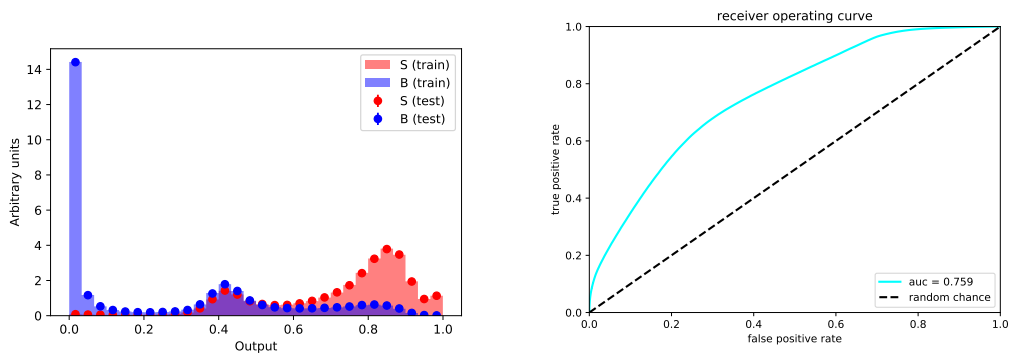 Arbitrary units
14
12
10
8
6
4
2
0
0.0 0.2 0.4 0.6 0.8 1.0
Output
S (train)
B (train)
S (test)
B (test)
receiver operating curve
true positive rate
1.0
0.8
0.6
0.4
0.2
0.0
0.0 0.2 0.4 0.6 0.8 1.0
false positive rate
auc = 0.759
random chance